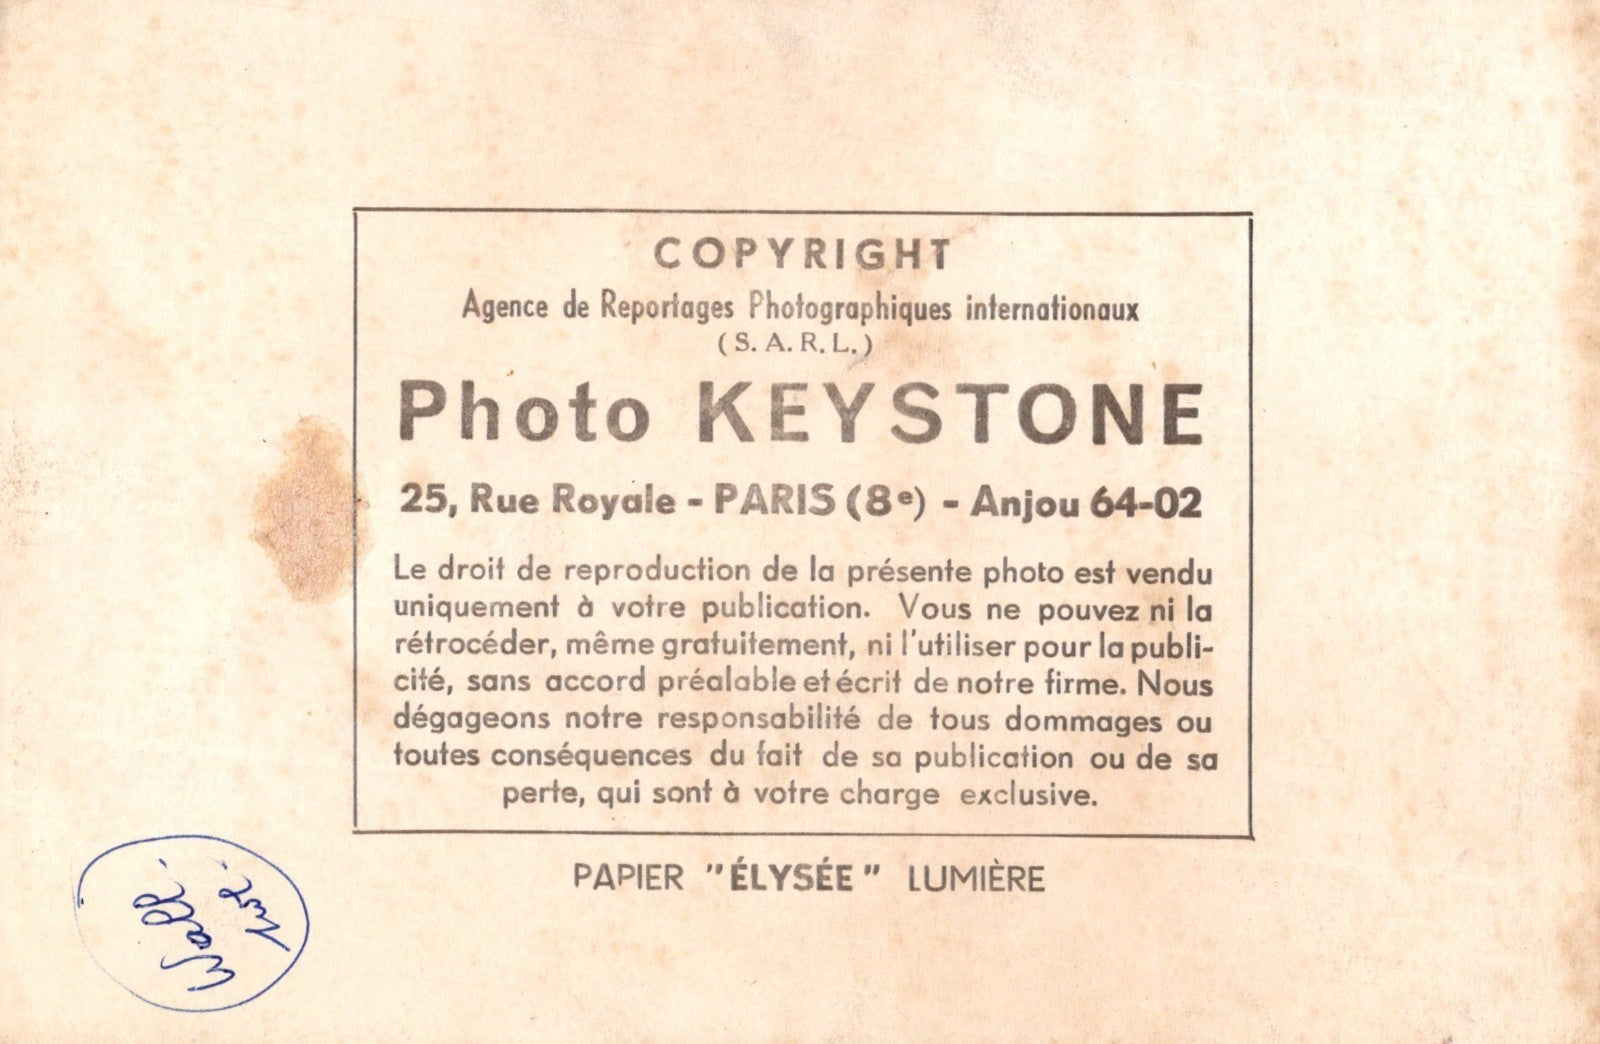 COPYRIGHT
Agence de Reportages Photographiques internationaux
(S. A. R. L.)
Photo KEYSTONE
25, Rue Royale - PARIS (8e) - Anjou 64-02
Le droit de reproduction de la présente photo est vendu
uniquement à votre publication. Vous ne pouvez ni la
rétrocéder, même gratuitement, ni l'utiliser pour la publi-
cité, sans accord préalable et écrit de notre firme. Nous
dégageons notre responsabilité de tous dommages ou
toutes conséquences du fait de sa publication ou de sa
perte, qui sont à votre charge exclusive.
PAPIER "ÉLYSÉE" LUMIÈRE